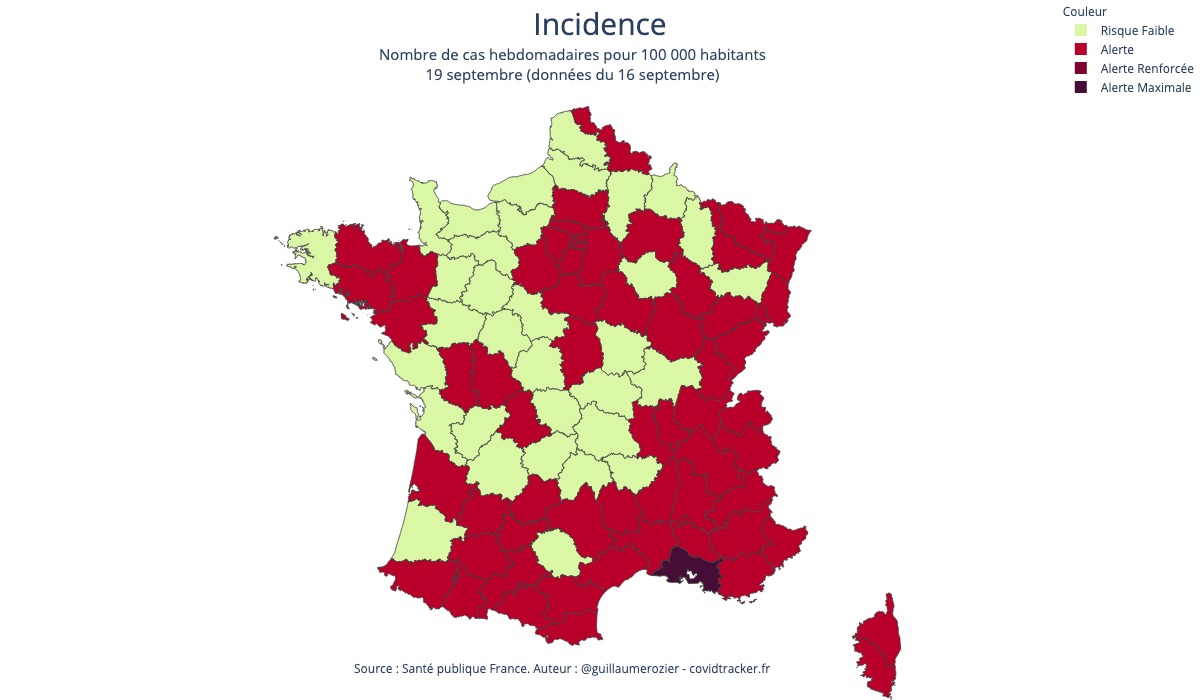 Incidence
Nombre de cas hebdomadaires pour 100 000 habitants
19 septembre (données du 16 septembre)
Couleur
Risque Faible
Alerte
Alerte Renforcée
Alerte Maximale
Source : Santé publique France. Auteur : @guillaumerozier - covidtracker.fr